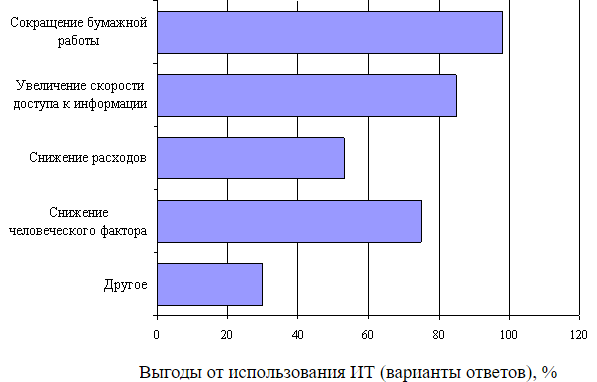 Сокращение бумажной
работы
Увеличение скорости
доступа к информации
Снижение расходов
Снижение
человеческого фактора
Другое
0 20 40 60 80 100 120
Выгоды от использования ИТ (варианты ответов), %